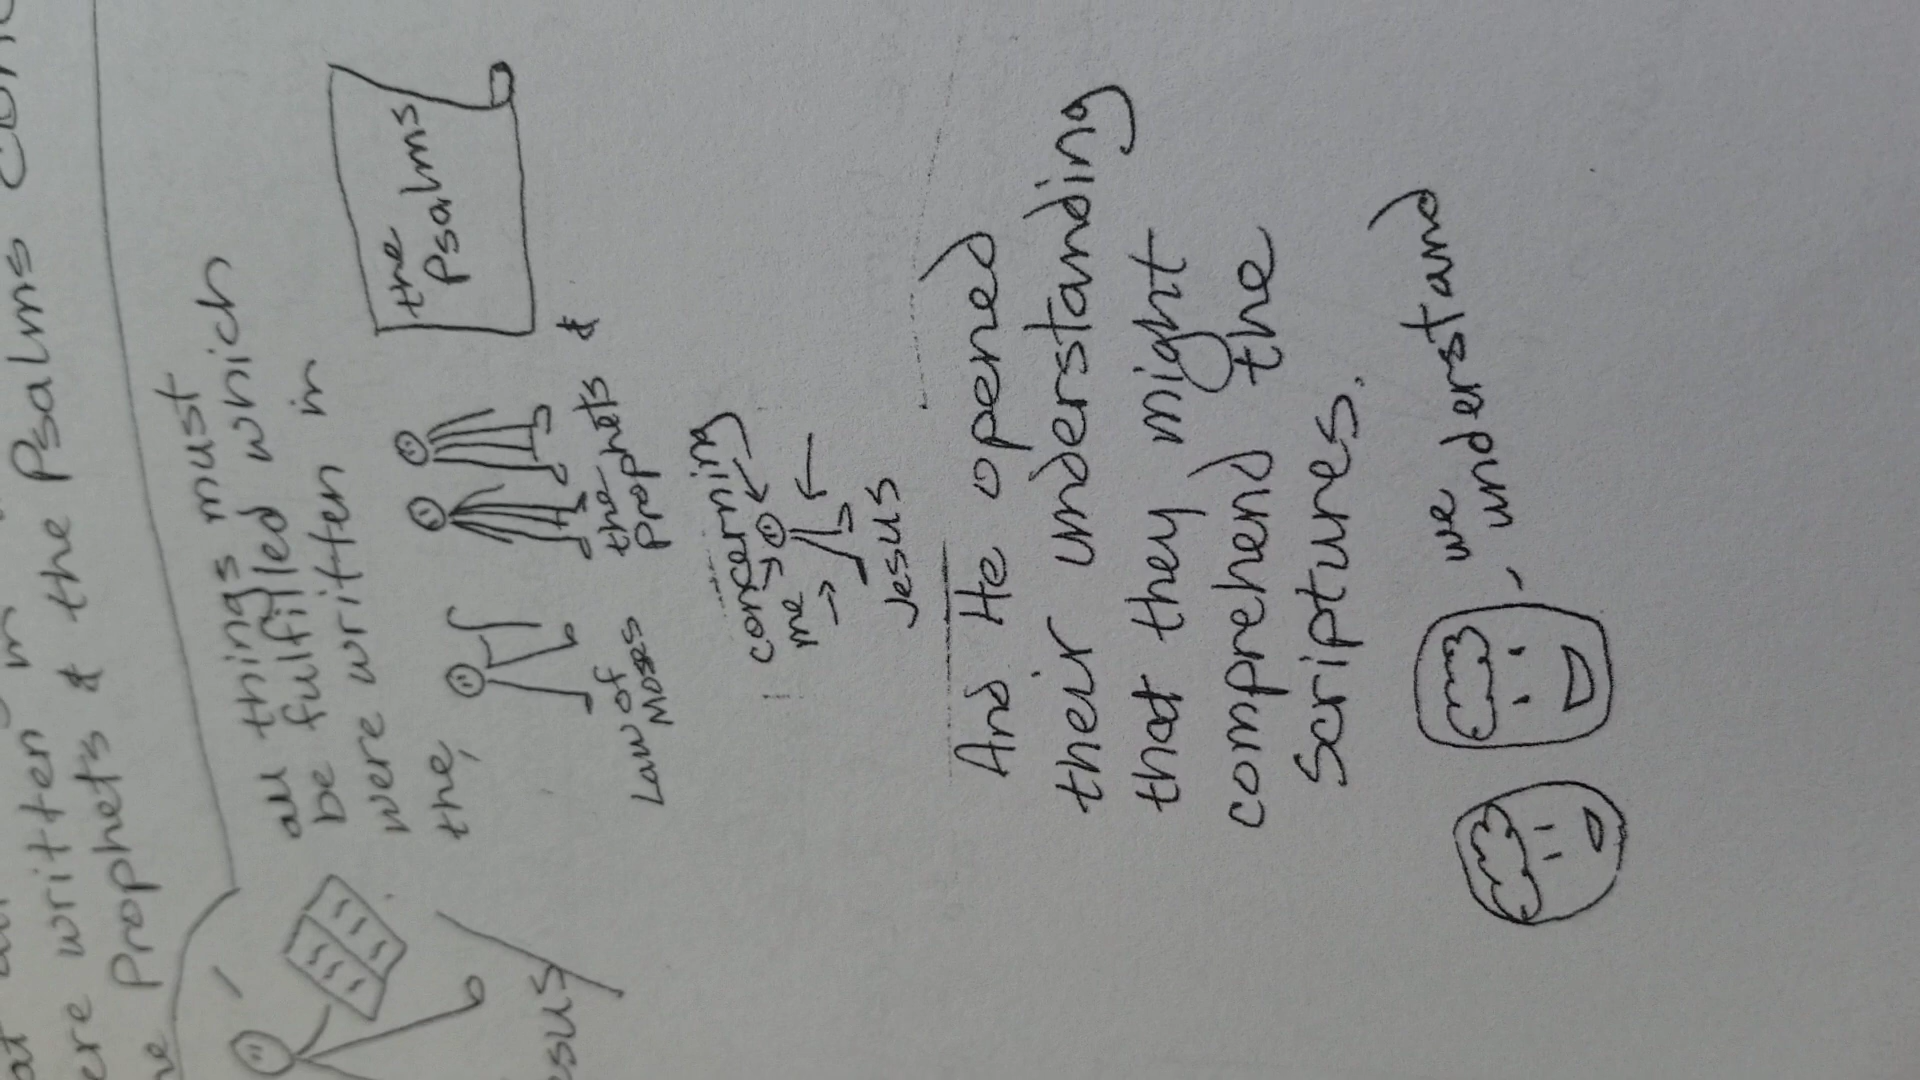 ere written in
prophets & the Psalms
all things must
be fulfilled which
were written in
the,
Law of
Moses
the
prophets
&
the
Psalms
concerning
me
Jesus
And He opened
their understanding
that they might
comprehend the
Scriptures.
we
understand